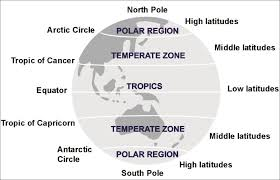 North Pole
High latitudes
Arctic Circle
POLAR REGION
Middle latitudes
TEMPERATE ZONE
Tropic of Cancer
TROPICS
Equator
Low latitudes
Tropic of Capricorn
TEMPERATE ZONE
Middle latitudes
Antarctic
Circle
POLAR REGION
High latitudes
South Pole